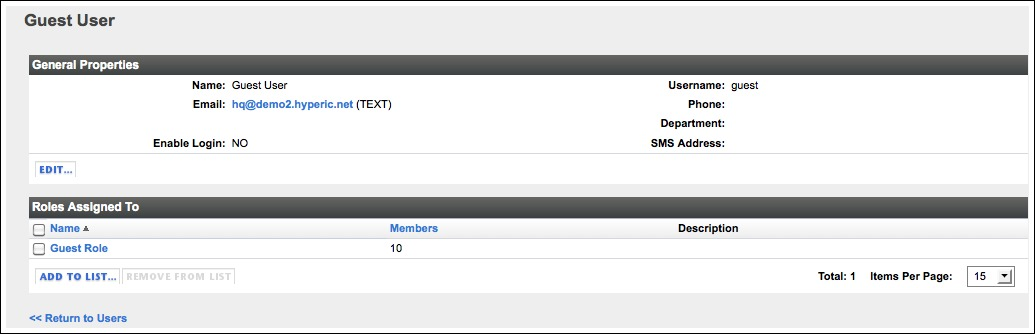 Guest User
General Properties
Name: Guest User Username: guest
Email: hq@demo2.hyperic.net (TEXT) Phone:
Department:
Enable Login: NO SMS Address:
EDIT...
Roles Assigned To
Name Members Description
Guest Role 10
ADD TO LIST... REMOVE FROM LIST Total: 1 Items Per Page: 15
<< Return to Users